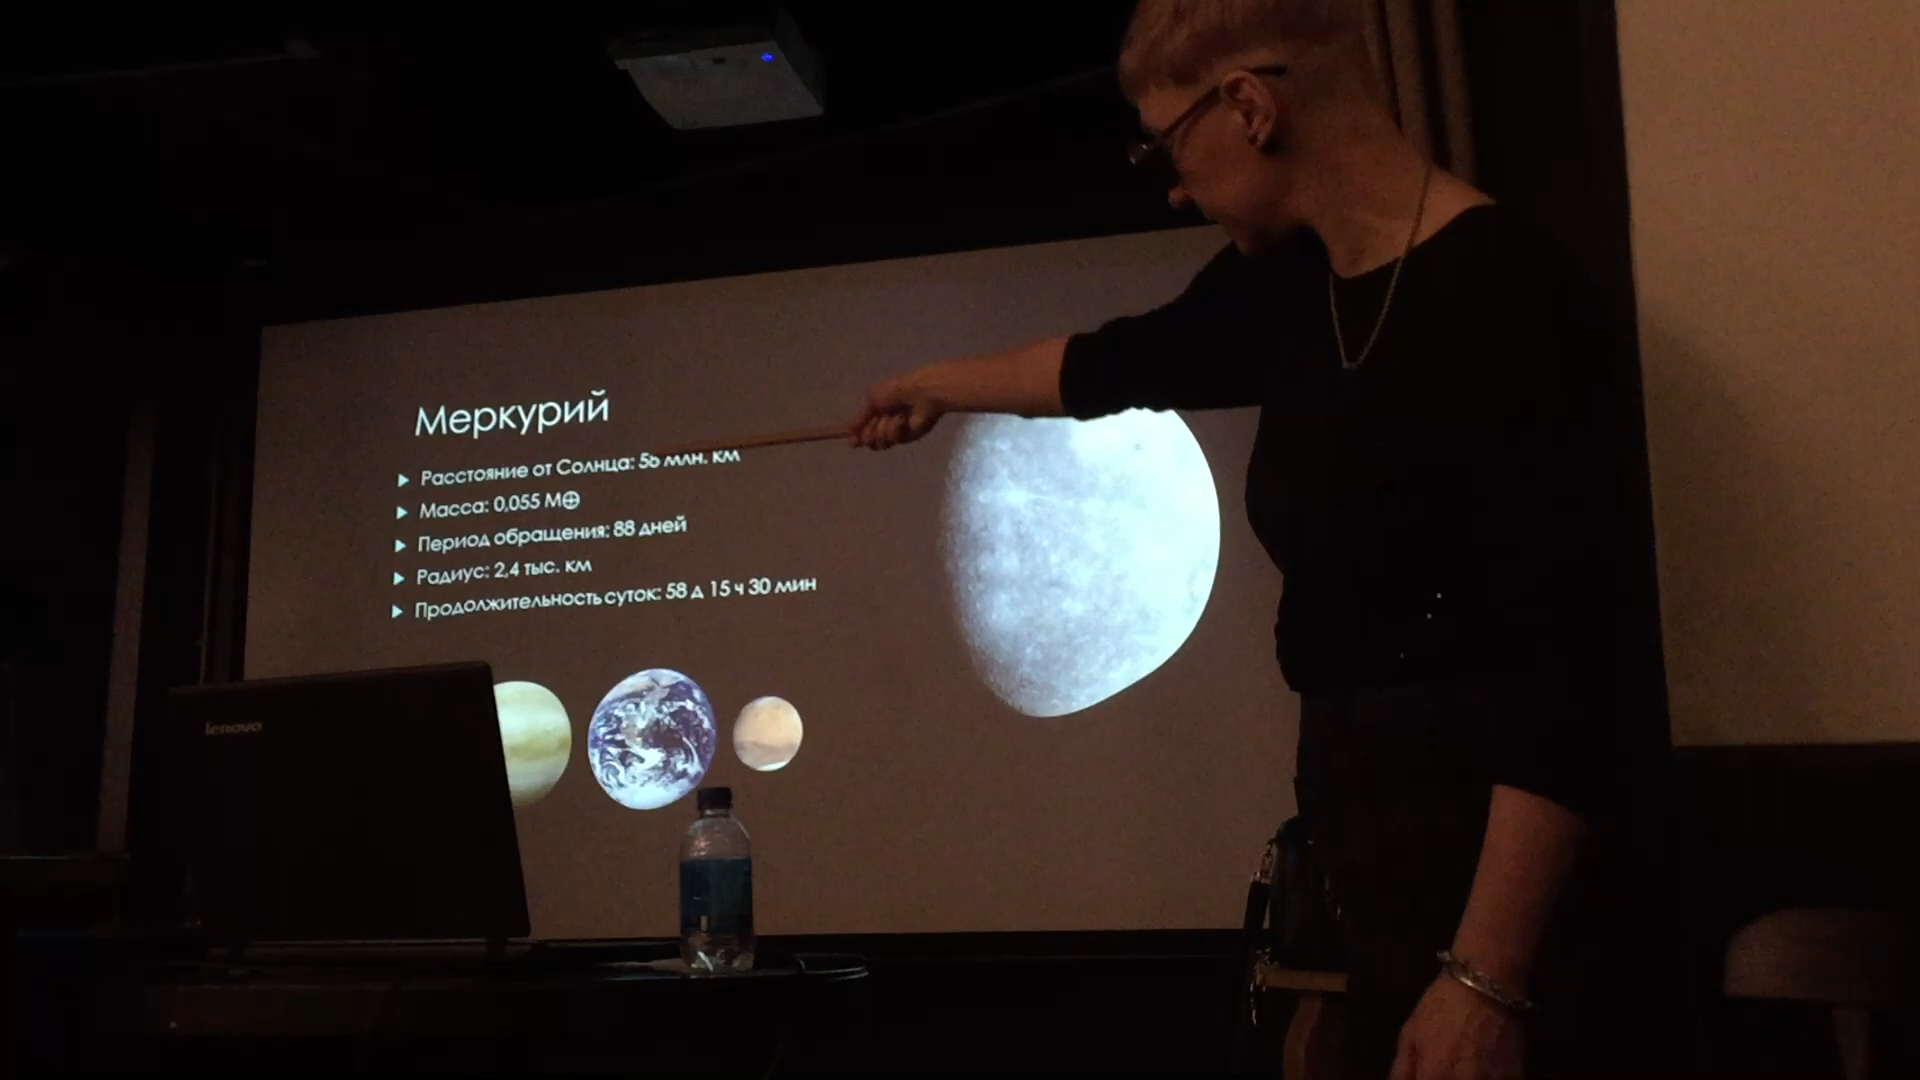 Меркурий
Расстояние от Солнца: 58 млн. км
Масса: 0,055 М⊕
Период обращения: 88 дней
Радиус: 2,4 тыс. км
Продолжительность суток: 58 д 15 ч 30 мин
lenovo